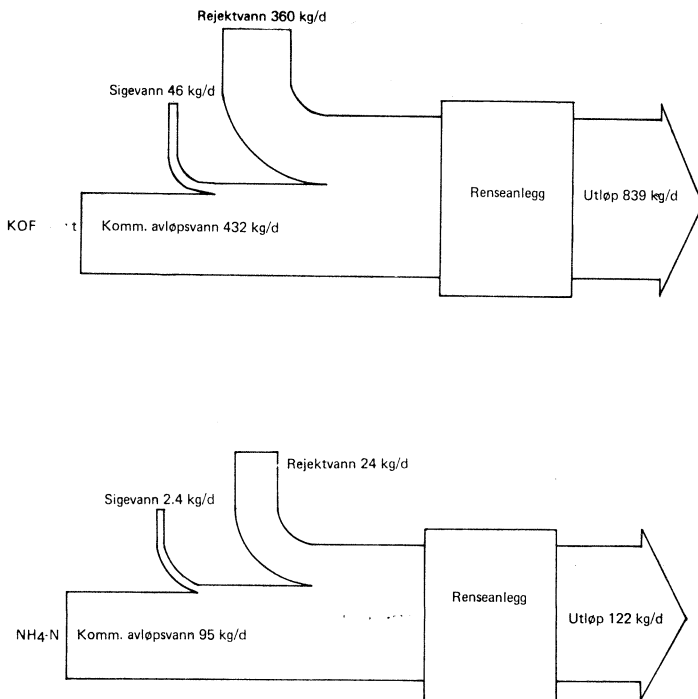 Rejektvann 360 kg/d
Sigevann 46 kg/d
Renseanlegg
Utløp 839 kg/d
KOF t
Komm. avløpsvann 432 kg/d
Rejektvann 24 kg/d
Sigevann 2.4 kg/d
Renseanlegg
Utløp 122 kg/d
NH4-N
Komm. avløpsvann 95 kg/d